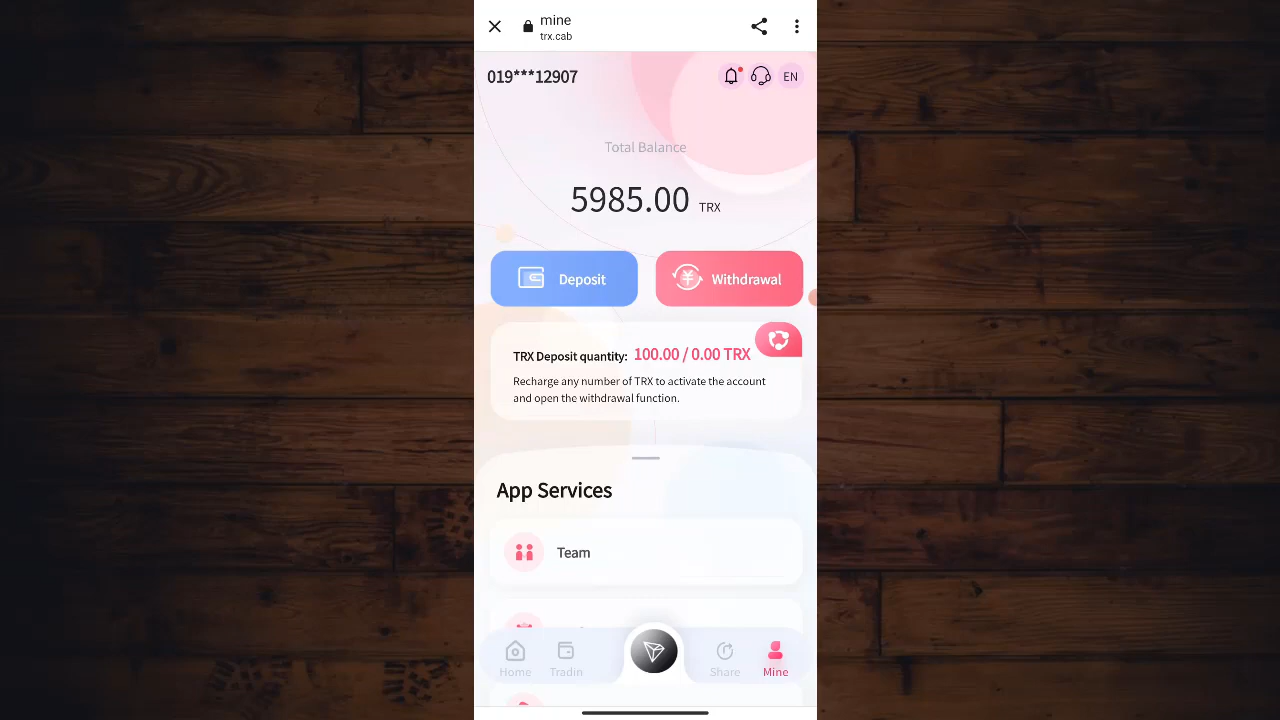 mine
trx.cab
019***12907
EN
Total Balance
5985.00 TRX
Deposit
Withdrawal
TRX Deposit quantity: 100.00 / 0.00 TRX
Recharge any number of TRX to activate the account
and open the withdrawal function.
App Services
Team
Home
Tradin
Share
Mine